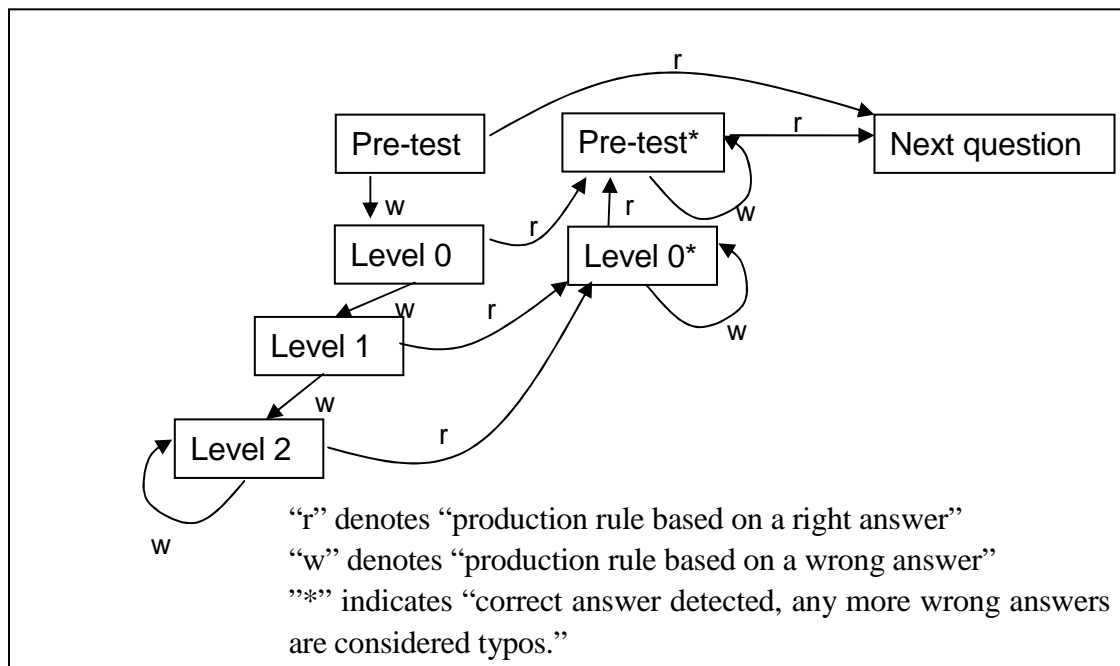 r
Pre-test
Pre-test*
r
Next question
w
r
r
w
Level 0
Level 0*
w
r
w
Level 1
w
Level 2
r
w
“r” denotes “production rule based on a right answer”
“w” denotes “production rule based on a wrong answer”
”*” indicates “correct answer detected, any more wrong answers
are considered typos.”